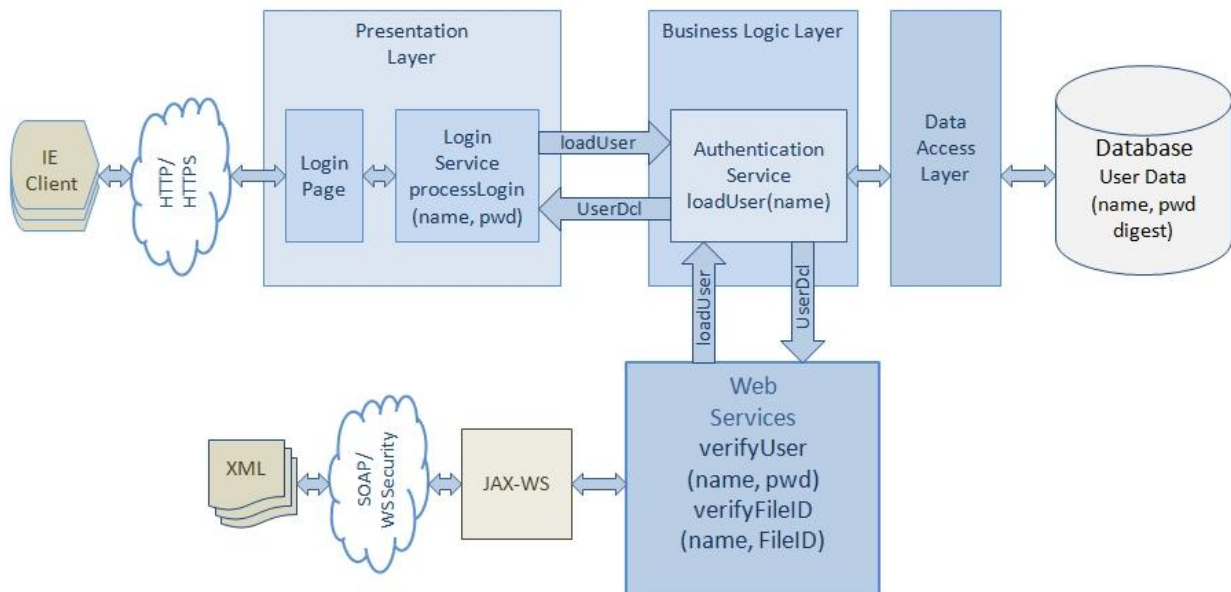 Presentation
Layer
Business Logic Layer
IE
Client
HTTP/
HTTPS
Login
Page
Login
Service
processLogin
(name, pwd)
loadUser
UserDcl
Authentication
Service
loadUser(name)
Data
Access
Layer
Database
User Data
(name, pwd
digest)
loadUser
UserDcl
XML
SOAP/
WS Security
JAX-WS
Web
Services
verifyUser
(name, pwd)
verifyFileID
(name, FileID)